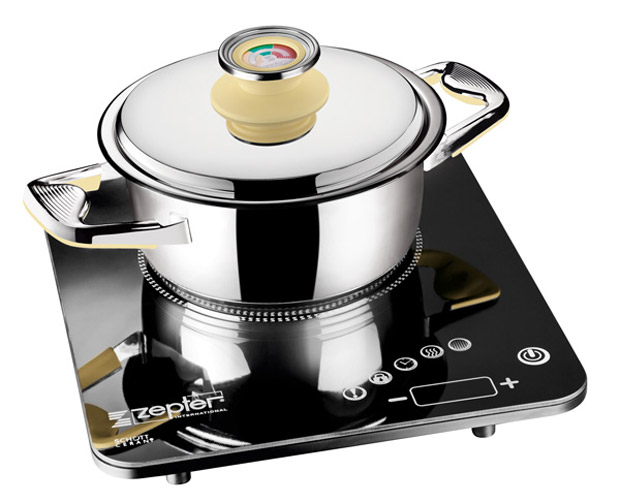 zepter
INTERNATIONAL
SCHOTT
CERAN®
− +